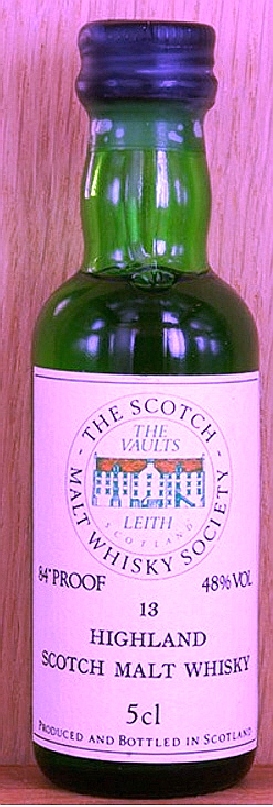 THE SCOTCH
MALT WHISKY SOCIETY
THE
VAULTS
LEITH
SCOTLAND
84°PROOF 48%VOL
13
HIGHLAND
SCOTCH MALT WHISKY
5cl
PRODUCED AND BOTTLED IN SCOTLAND